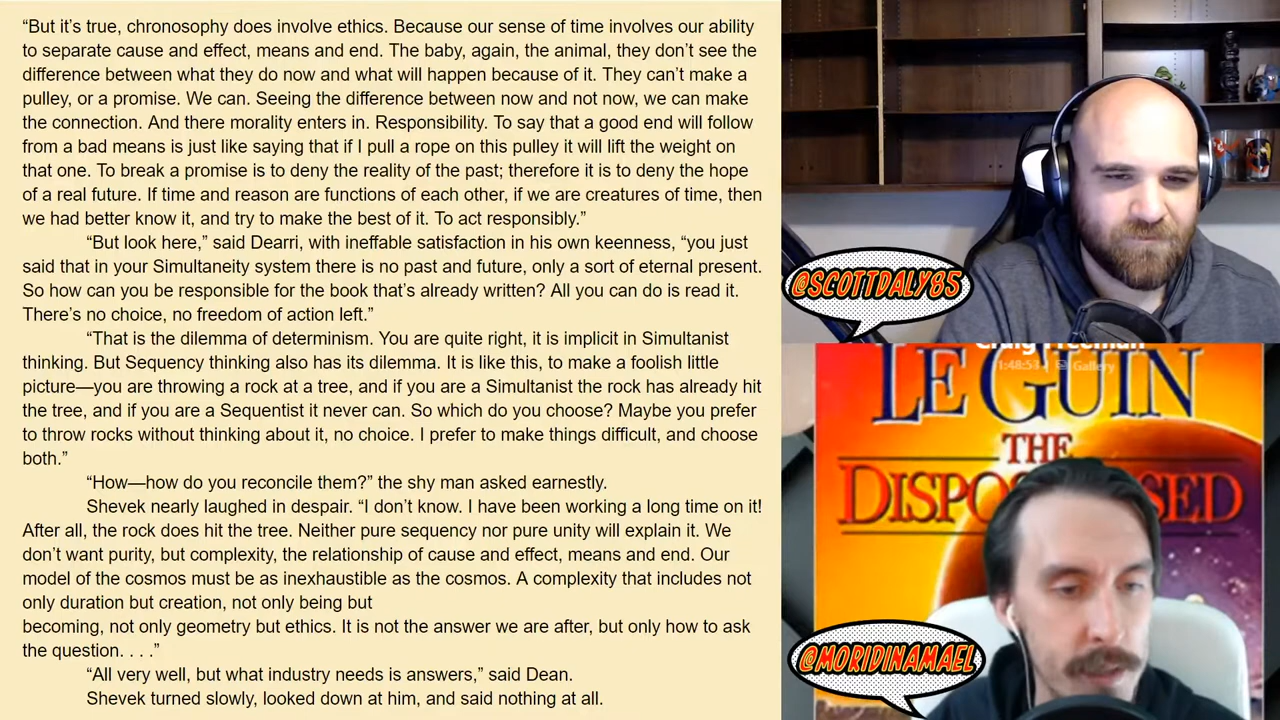 “But it’s true, chronosophy does involve ethics. Because our sense of time involves our ability
to separate cause and effect, means and end. The baby, again, the animal, they don’t see the
difference between what they do now and what will happen because of it. They can’t make a
pulley, or a promise. We can. Seeing the difference between now and not now, we can make
the connection. And there morality enters in. Responsibility. To say that a good end will follow
from a bad means is just like saying that if I pull a rope on this pulley it will lift the weight on
that one. To break a promise is to deny the reality of the past; therefore it is to deny the hope
of a real future. If time and reason are functions of each other, if we are creatures of time, then
we had better know it, and try to make the best of it. To act responsibly.”
“But look here,” said Dearri, with ineffable satisfaction in his own keenness, “you just
said that in your Simultaneity system there is no past and future, only a sort of eternal present.
So how can you be responsible for the book that’s already written? All you can do is read it.
There’s no choice, no freedom of action left.”
“That is the dilemma of determinism. You are quite right, it is implicit in Simultanist
thinking. But Sequency thinking also has its dilemma. It is like this, to make a foolish little
picture—you are throwing a rock at a tree, and if you are a Simultanist the rock has already hit
the tree, and if you are a Sequentist it never can. So which do you choose? Maybe you prefer
to throw rocks without thinking about it, no choice. I prefer to make things difficult, and choose
both.”
“How—how do you reconcile them?” the shy man asked earnestly.
Shevek nearly laughed in despair. “I don’t know. I have been working a long time on it!
After all, the rock does hit the tree. Neither pure sequency nor pure unity will explain it. We
don’t want purity, but complexity, the relationship of cause and effect, means and end. Our
model of the cosmos must be as inexhaustible as the cosmos. A complexity that includes not
only duration but creation, not only being but
becoming, not only geometry but ethics. It is not the answer we are after, but only how to ask
the question. . . .”
“All very well, but what industry needs is answers,” said Dean.
Shevek turned slowly, looked down at him, and said nothing at all.
@SCOTTDALY85
Craig Freeman
1:48:53 Gallery
LE GUIN
THE
@MORIDINAMAEL